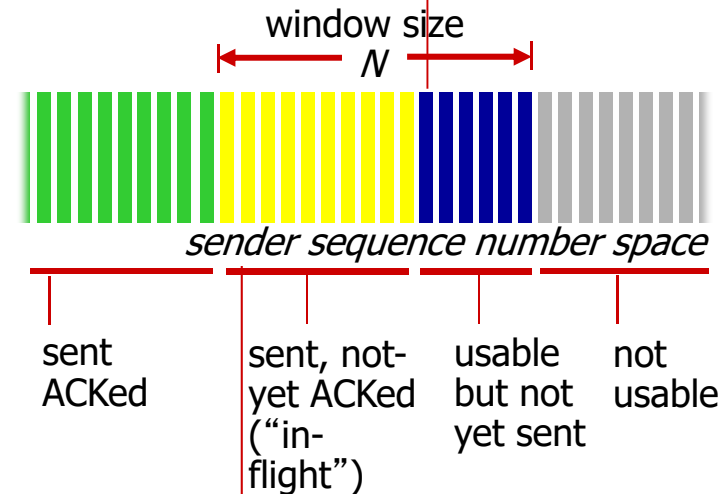 window size
N
sender sequence number space
sent
ACKed
sent, not-
yet ACKed
(“in-
flight”)
usable
but not
yet sent
not
usable